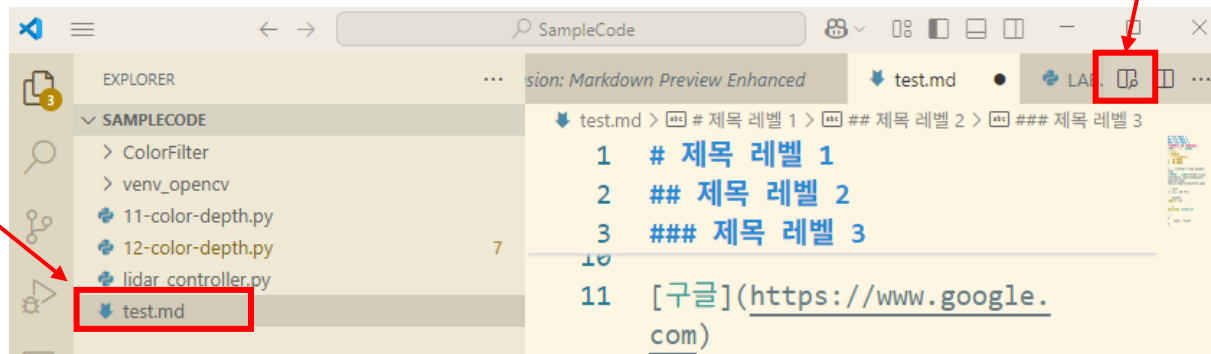 SampleCode
EXPLORER
sion: Markdown Preview Enhanced
test.md
3
SAMPLECODE
test.md > # 제목 레벨 1 > ## 제목 레벨 2 > ### 제목 레벨 3
ColorFilter
1 # 제목 레벨 1
venv_opencv
2 ## 제목 레벨 2
11-color-depth.py
3 ### 제목 레벨 3
12-color-depth.py 7
lidar_controller.py
11 [구글](https://www.google.
com)
test.md